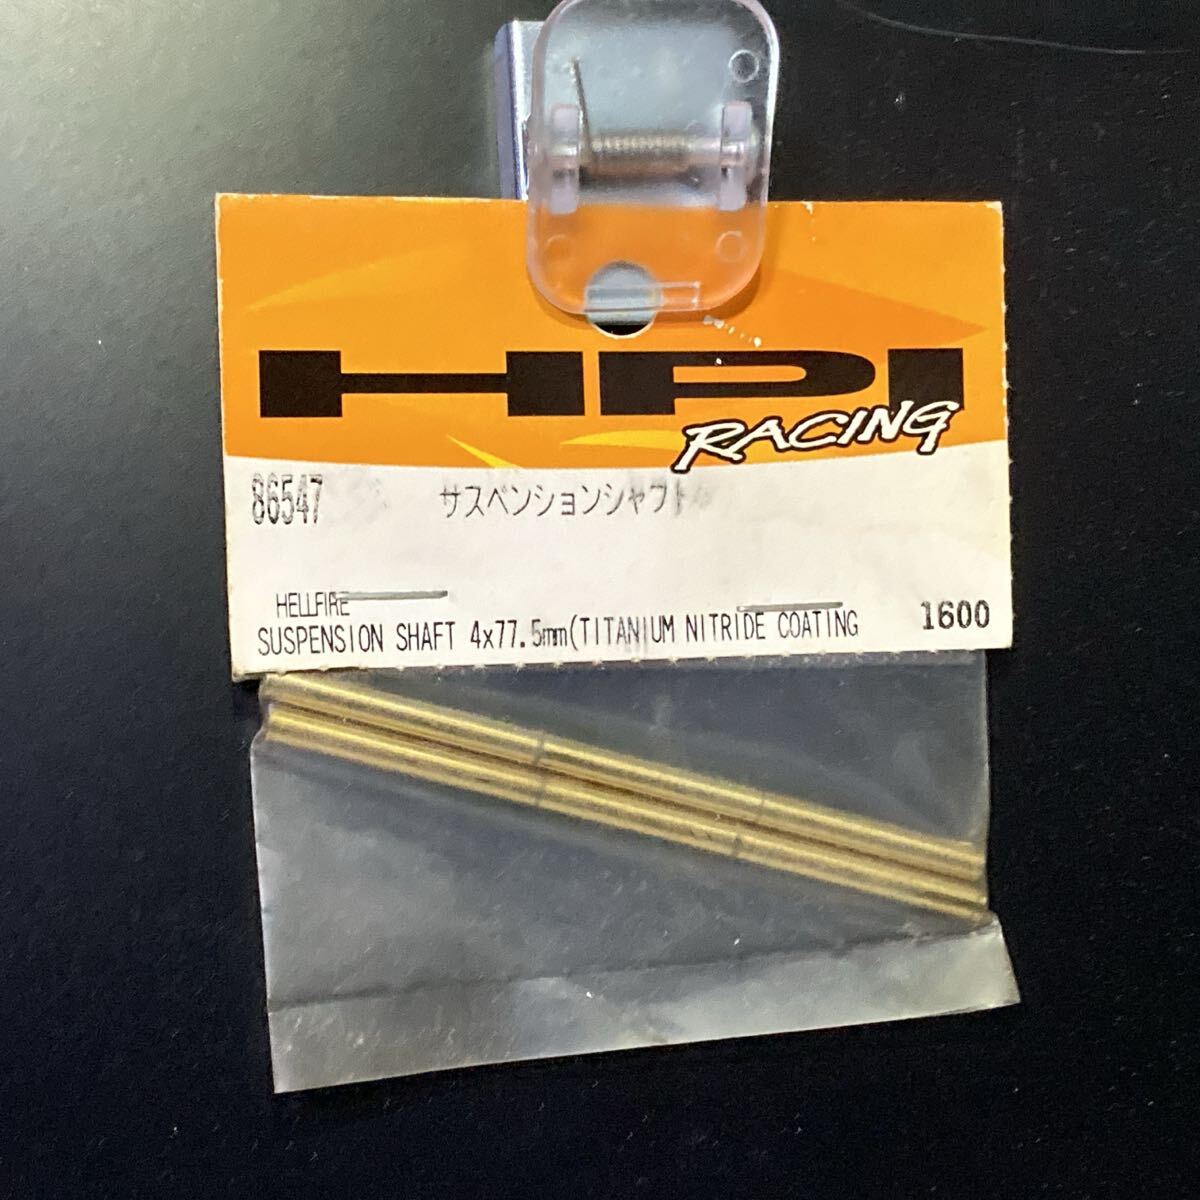 HPI
RACING
86547 サスペンションシャフト
HELLFIRE
SUSPENSION SHAFT 4x77.5mm(TITANIUM NITRIDE COATING 1600